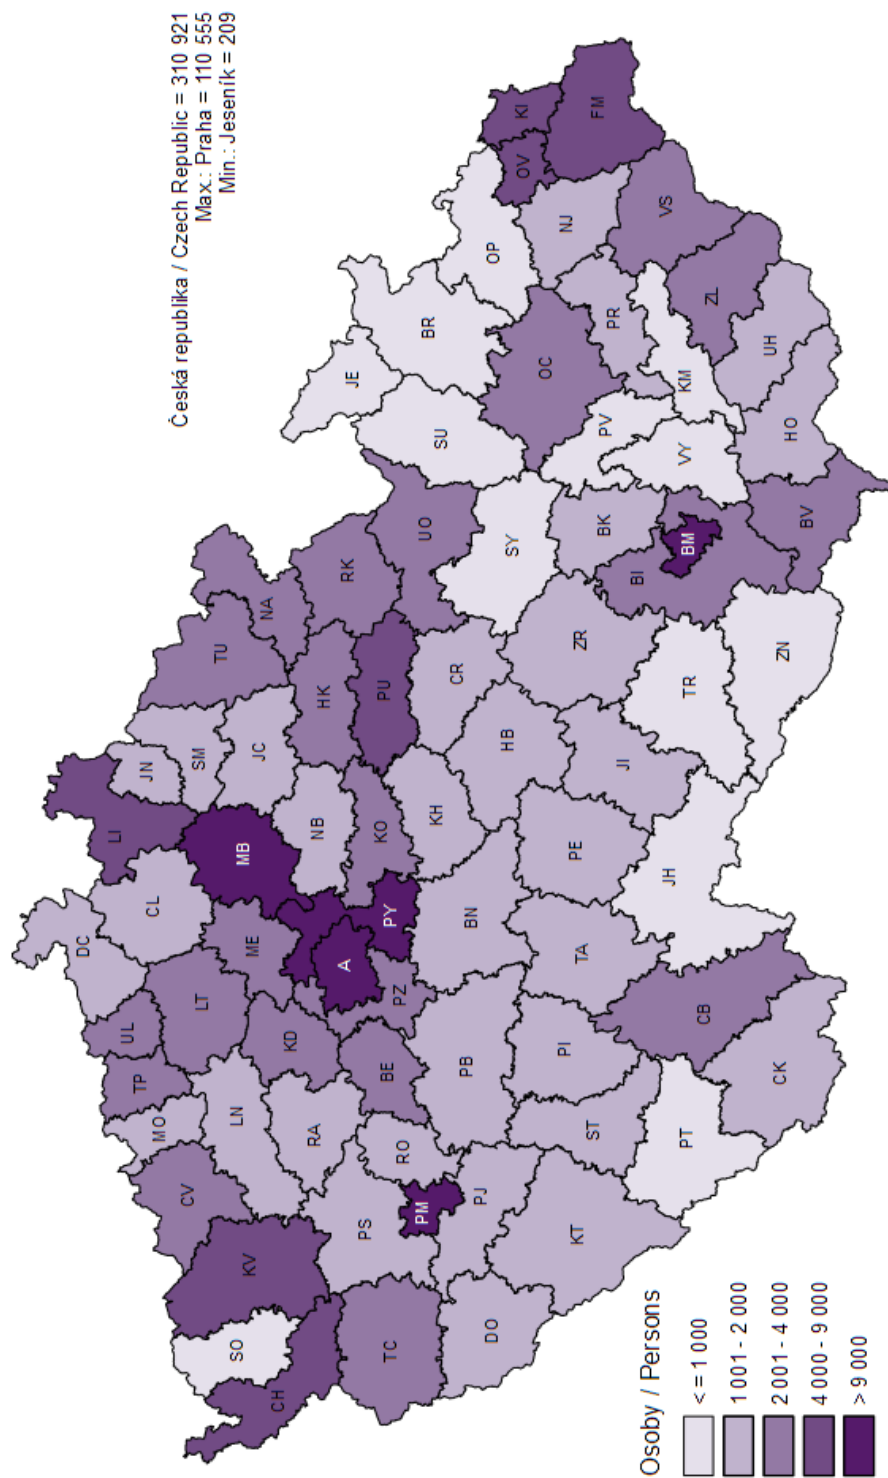 Česká republika / Czech Republic = 310 921
Max.: Praha = 110 555
Min.: Jeseník = 209
DC
LI
CL
JN
UL
TP
SM
TU
LT
MO
MB
ME
JC
NA
CV
LN
KD
NB
HK
RK
KV
RA
A
KO
PU
UO
SO
JE
CH
PS
RO
BE
PZ
PY
KH
CR
SU
BR
TC
PM
PJ
PB
BN
HB
SY
OC
OP
OV
KI
DO
KT
ST
PI
TA
PE
ZR
BK
PV
PR
NJ
FM
JI
BI
VY
KM
VS
PT
CB
JH
TR
BM
ZL
CK
ZN
BV
HO
UH
Osoby / Persons
< =1 000
1 001 - 2 000
2 001 - 4 000
4 000 - 9 000
> 9 000